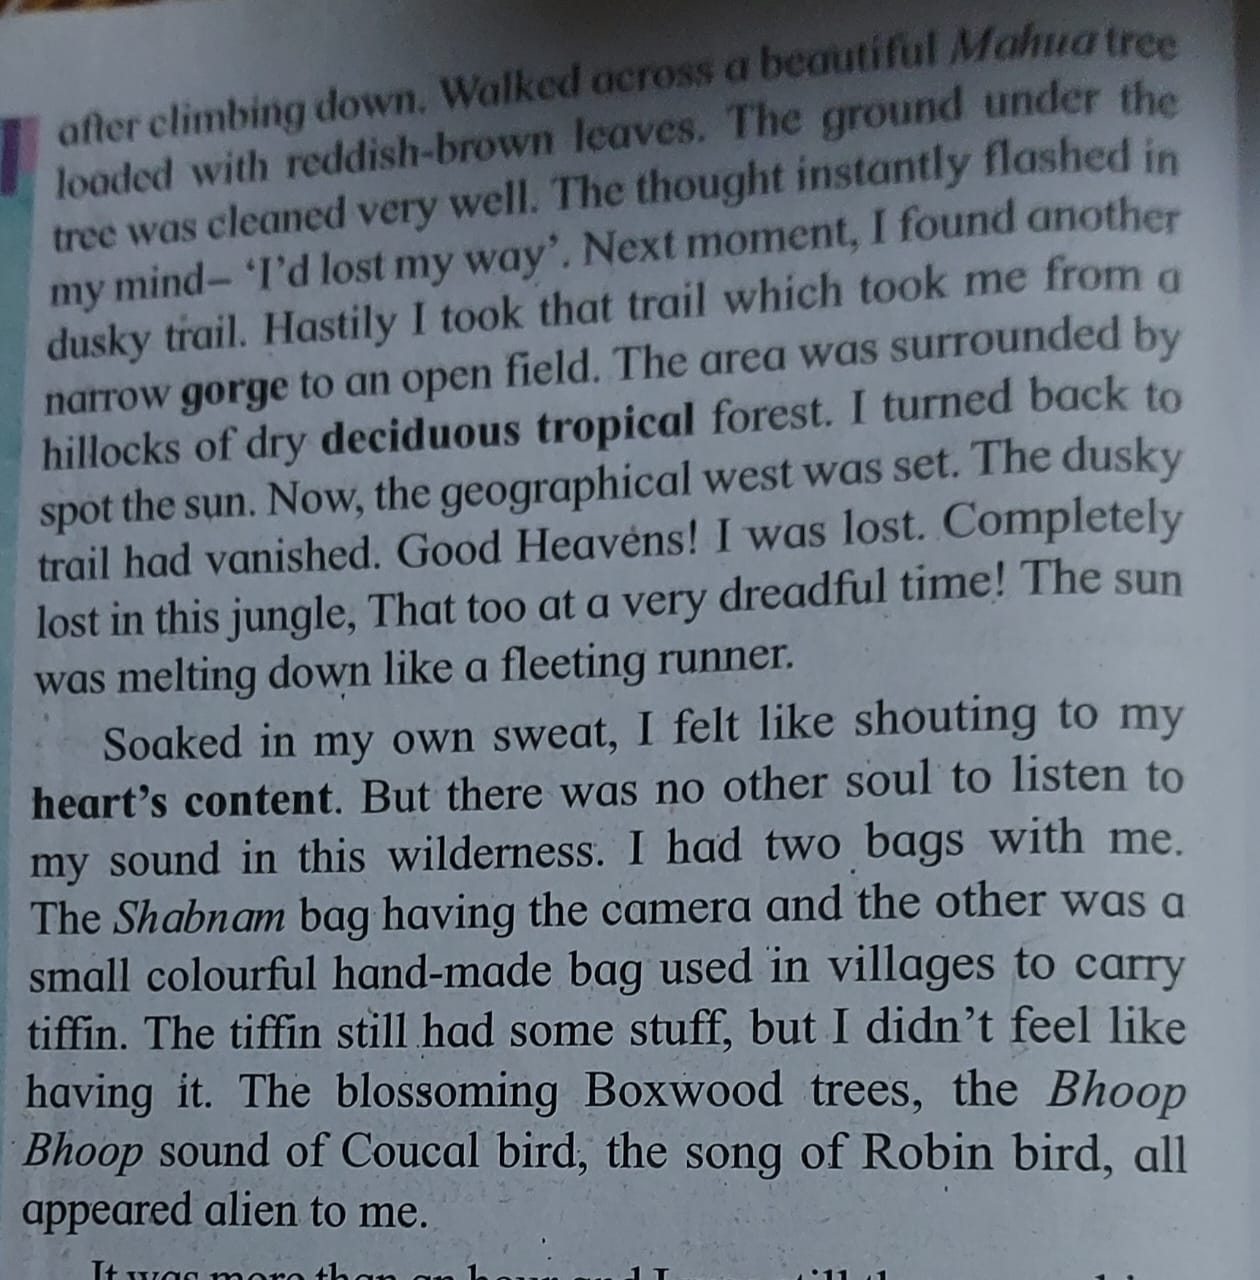 after climbing down. Walked across a beautiful Mahua tree
loaded with reddish-brown leaves. The ground under the
tree was cleaned very well. The thought instantly flashed in
my mind– ‘I’d lost my way’. Next moment, I found another
dusky trail. Hastily I took that trail which took me from a
narrow gorge to an open field. The area was surrounded by
hillocks of dry deciduous tropical forest. I turned back to
spot the sun. Now, the geographical west was set. The dusky
trail had vanished. Good Heavens! I was lost. Completely
lost in this jungle, That too at a very dreadful time! The sun
was melting down like a fleeting runner.
Soaked in my own sweat, I felt like shouting to my
heart’s content. But there was no other soul to listen to
my sound in this wilderness. I had two bags with me.
The Shabnam bag having the camera and the other was a
small colourful hand-made bag used in villages to carry
tiffin. The tiffin still had some stuff, but I didn’t feel like
having it. The blossoming Boxwood trees, the Bhoop
Bhoop sound of Coucal bird, the song of Robin bird, all
appeared alien to me.
It was more than an hour and I